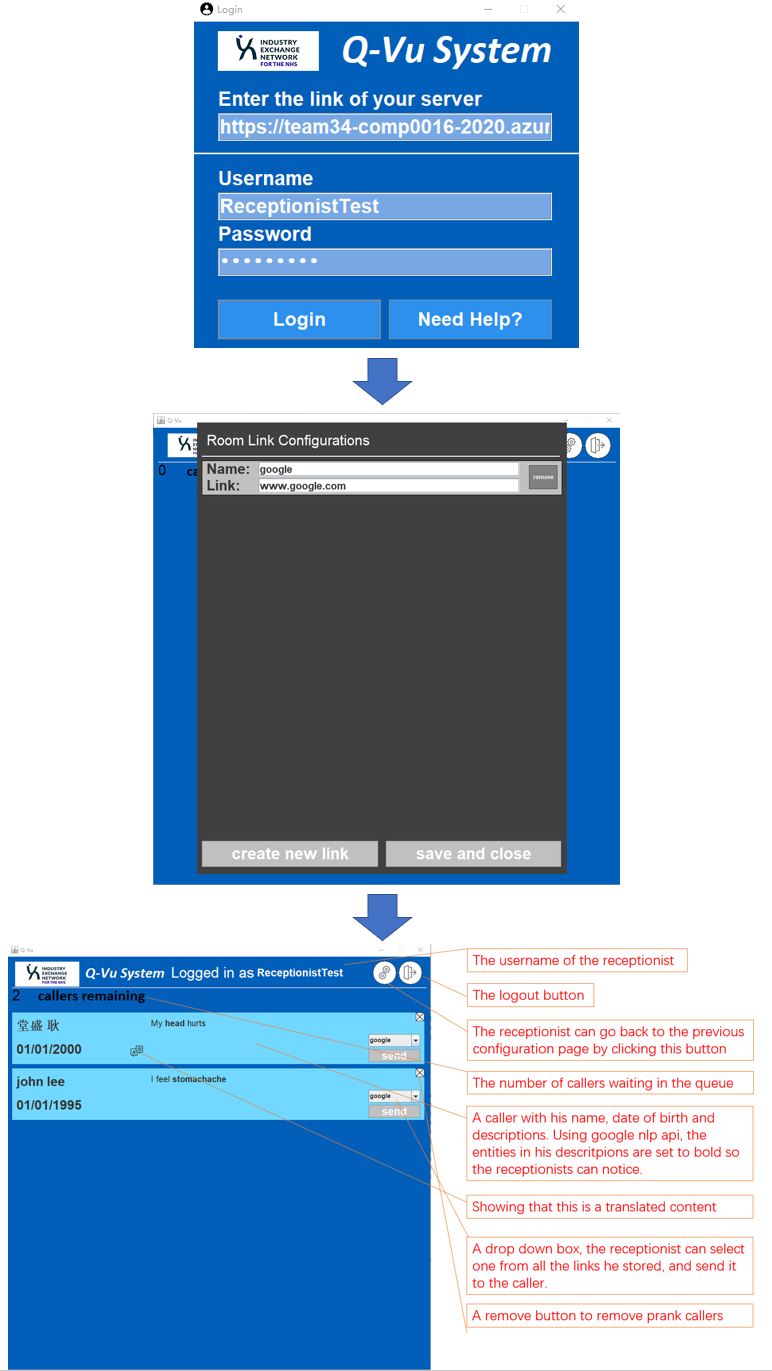 Login
INDUSTRY
EXCHANGE
NETWORK
FOR THE NHS
Q-Vu System
Enter the link of your server
https://team34-comp0016-2020.azur
Username
ReceptionistTest
Password
Login
Need Help?
Q-Vu
Room Link Configurations
0 ca
Name: google
Link: www.google.com
remove
create new link
save and close
Q-Vu
INDUSTRY
EXCHANGE
NETWORK
FOR THE NHS
Q-Vu System Logged in as ReceptionistTest
2 callers remaining
堂盛 耿
My head hurts
01/01/2000
google
send
john lee
I feel stomachache
01/01/1995
google
send
The username of the receptionist
The logout button
The receptionist can go back to the previous
configuration page by clicking this button
The number of callers waiting in the queue
A caller with his name, date of birth and
descriptions. Using google nlp api, the
entities in his descritpions are set to bold so
the receptionists can notice.
Showing that this is a translated content
A drop down box, the receptionist can select
one from all the links he stored, and send it
to the caller.
A remove button to remove prank callers